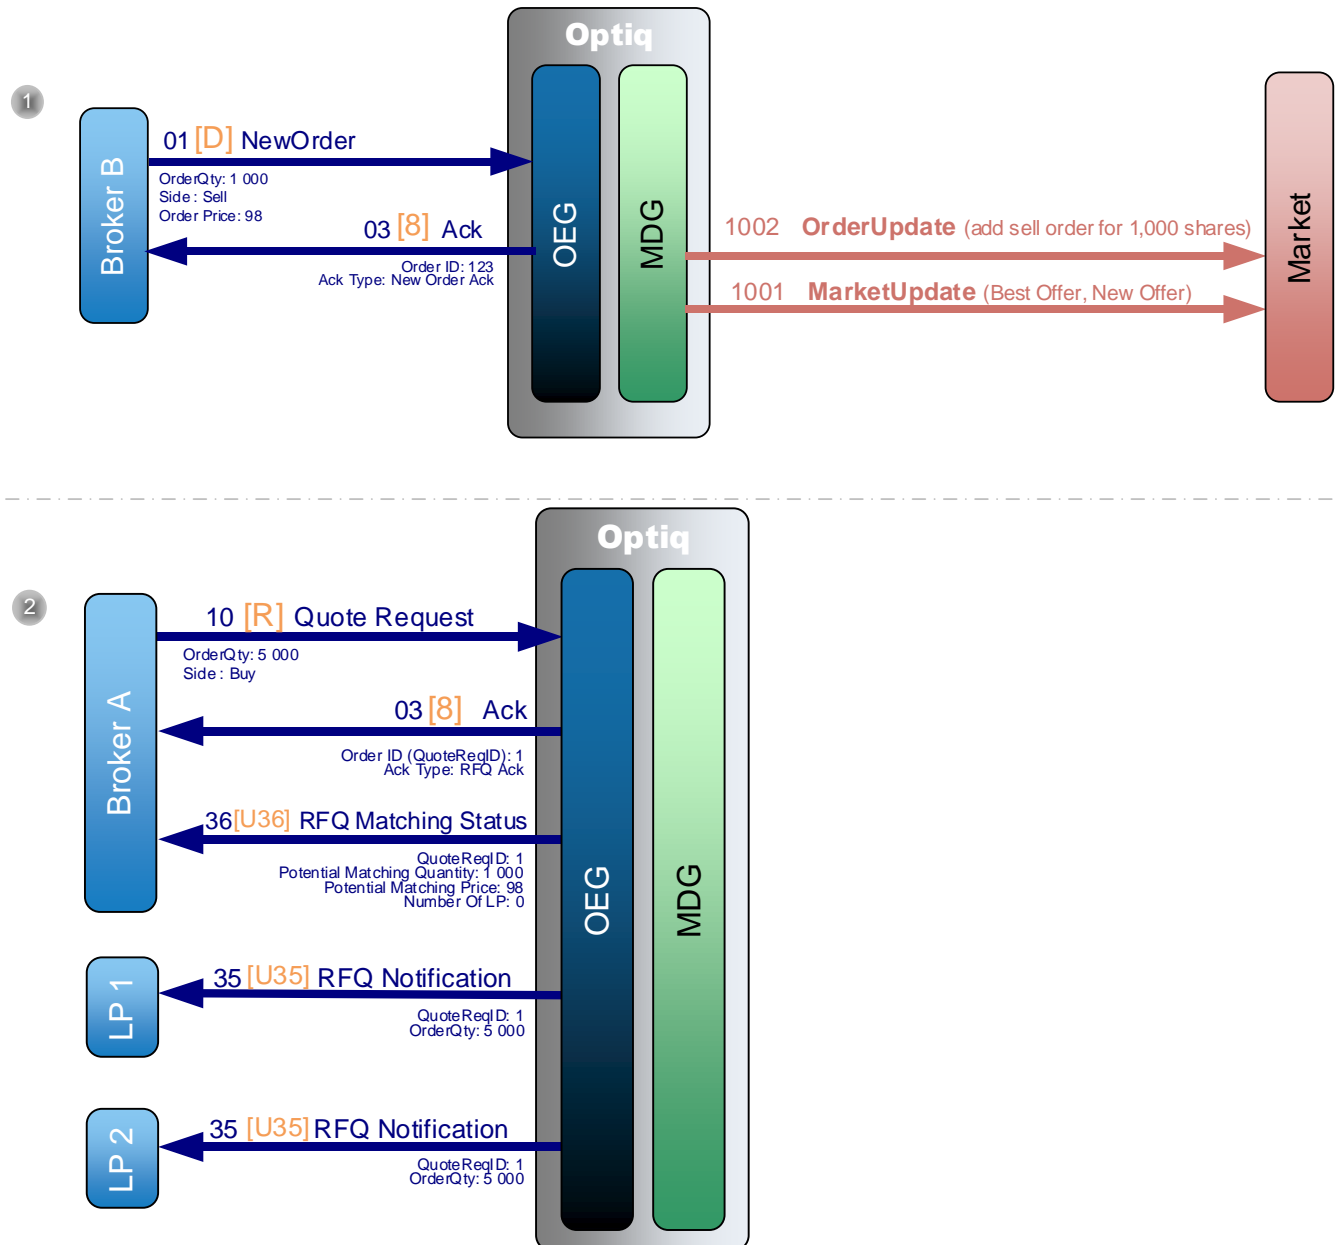 Optiq
1
Broker B
01 [D] NewOrder
OrderQty: 1 000
Side : Sell
Order Price: 98
03 [8] Ack
Order ID: 123
Ack Type: New Order Ack
OEG
MDG
1002 OrderUpdate (add sell order for 1,000 shares)
1001 MarketUpdate (Best Offer, New Offer)
Market
Optiq
2
Broker A
10 [R] Quote Request
OrderQty: 5 000
Side : Buy
03 [8] Ack
Order ID (QuoteReqID): 1
Ack Type: RFQ Ack
36 [U36] RFQ Matching Status
QuoteReqID: 1
Potential Matching Quantity: 1 000
Potential Matching Price: 98
Number Of LP: 0
OEG
MDG
LP 1
35 [U35] RFQ Notification
QuoteReqID: 1
OrderQty: 5 000
LP 2
35 [U35] RFQ Notification
QuoteReqID: 1
OrderQty: 5 000